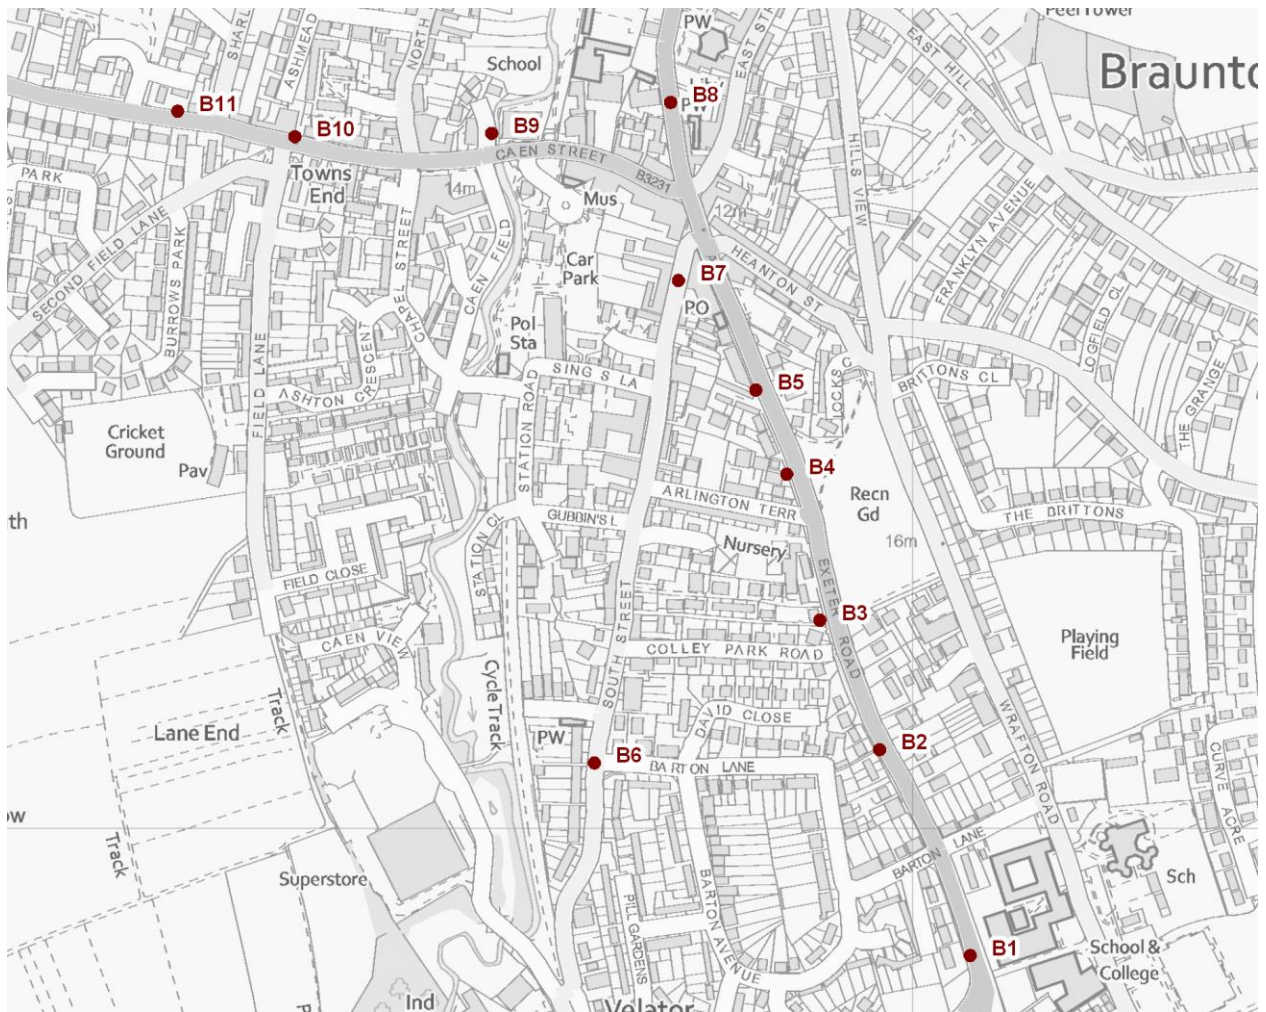 Peel Tower
PW
EAST
HILL
Braunto
SHARL
ASHMEAD
NORTH
School
EAST STR
B11
B8
PW
B10
B9
CAEN STREET
HILLS VIEW
B3231
PARK
Towns
End
14m
Mus
12m
FRANKLYN AVENUE
SECOND FIELD LANE
BURROWS PARK
CHAPEL STREET
CAEN FIELD
Car
Park
HEANTON ST
B7
PO
LOGFELD CL
Pol
Sta
FIELD LANE
ASHTON CRESCENT
SING S LA
B5
LOCKS C
BRITTONS CL
THE GRANGE
Cricket
Ground
Pav
STATION ROAD
B4
ARLINGTON TERR
Recn
Gd
th
GUBBIN'S L
THE BRITTONS
STATION CL
Nursery
16m
FIELD CLOSE
EXETER ROAD
B3
CAEN VIEW
SOUTH STREET
COLLEY PARK ROAD
Playing
Field
Track
Cycle Track
Lane End
DAVID CLOSE
WRAFTON ROAD
PW
B2
B6
BARTON LANE
CURVE ACRE
ow
Track
BARTON LANE
Superstore
Sch
PILL GARDENS
BARTON AVENUE
B1
School &
College
Ind
Velator